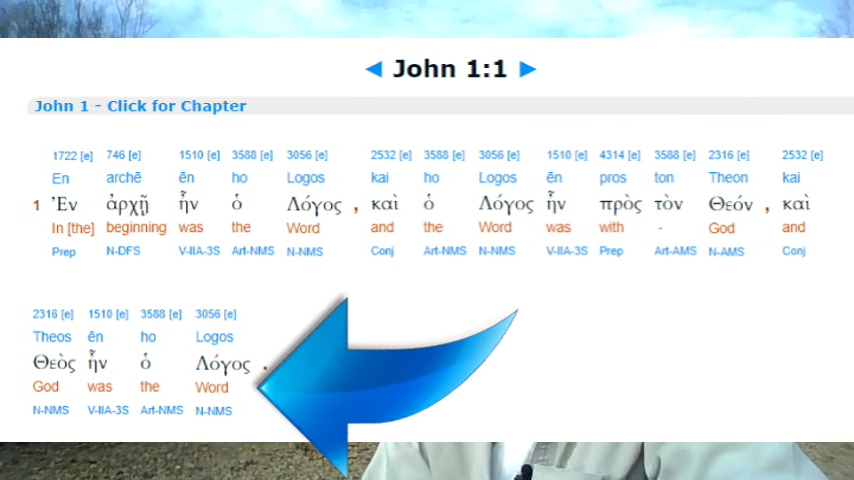 ◄ John 1:1 ►
John 1 - Click for Chapter
1722 [e] 746 [e] 1510 [e] 3588 [e] 3056 [e] 2532 [e] 3588 [e] 3056 [e] 1510 [e] 4314 [e] 3588 [e] 2316 [e] 2532 [e]
En archē ēn ho Logos kai ho Logos ēn pros ton Theon kai
1 Ἐν ἀρχῇ ἦν ὁ Λόγος , καὶ ὁ Λόγος ἦν πρὸς τὸν Θεόν , καὶ
In [the] beginning was the Word and the Word was with - God and
Prep N-DFS V-IIA-3S Art-NMS N-NMS Conj Art-NMS N-NMS V-IIA-3S Prep Art-AMS N-AMS Conj
2316 [e] 1510 [e] 3588 [e] 3056 [e]
Theos ēn ho Logos
Θεὸς ἦν ὁ Λόγος .
God was the Word
N-NMS V-IIA-3S Art-NMS N-NMS